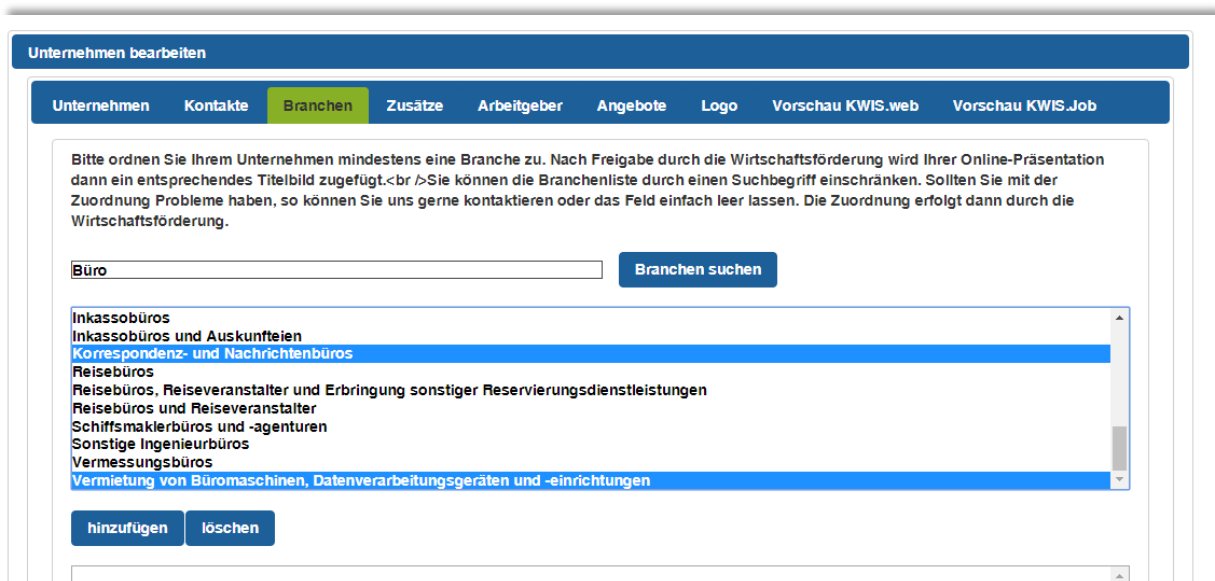 Unternehmen bearbeiten
Unternehmen Kontakte Branchen Zusätze Arbeitgeber Angebote Logo Vorschau KWIS.web Vorschau KWIS.Job
Bitte ordnen Sie Ihrem Unternehmen mindestens eine Branche zu. Nach Freigabe durch die Wirtschaftsförderung wird Ihrer Online-Präsentation
dann ein entsprechendes Titelbild zugefügt.<br />Sie können die Branchenliste durch einen Suchbegriff einschränken. Sollten Sie mit der
Zuordnung Probleme haben, so können Sie uns gerne kontaktieren oder das Feld einfach leer lassen. Die Zuordnung erfolgt dann durch die
Wirtschaftsförderung.
Büro Branchen suchen
Inkassobüros
Inkassobüros und Auskunfteien
Korrespondenz- und Nachrichtenbüros
Reisebüros
Reisebüros, Reiseveranstalter und Erbringung sonstiger Reservierungsdienstleistungen
Reisebüros und Reiseveranstalter
Schiffsmaklerbüros und -agenturen
Sonstige Ingenieurbüros
Vermessungsbüros
Vermietung von Büromaschinen, Datenverarbeitungsgeräten und -einrichtungen
hinzufügen löschen